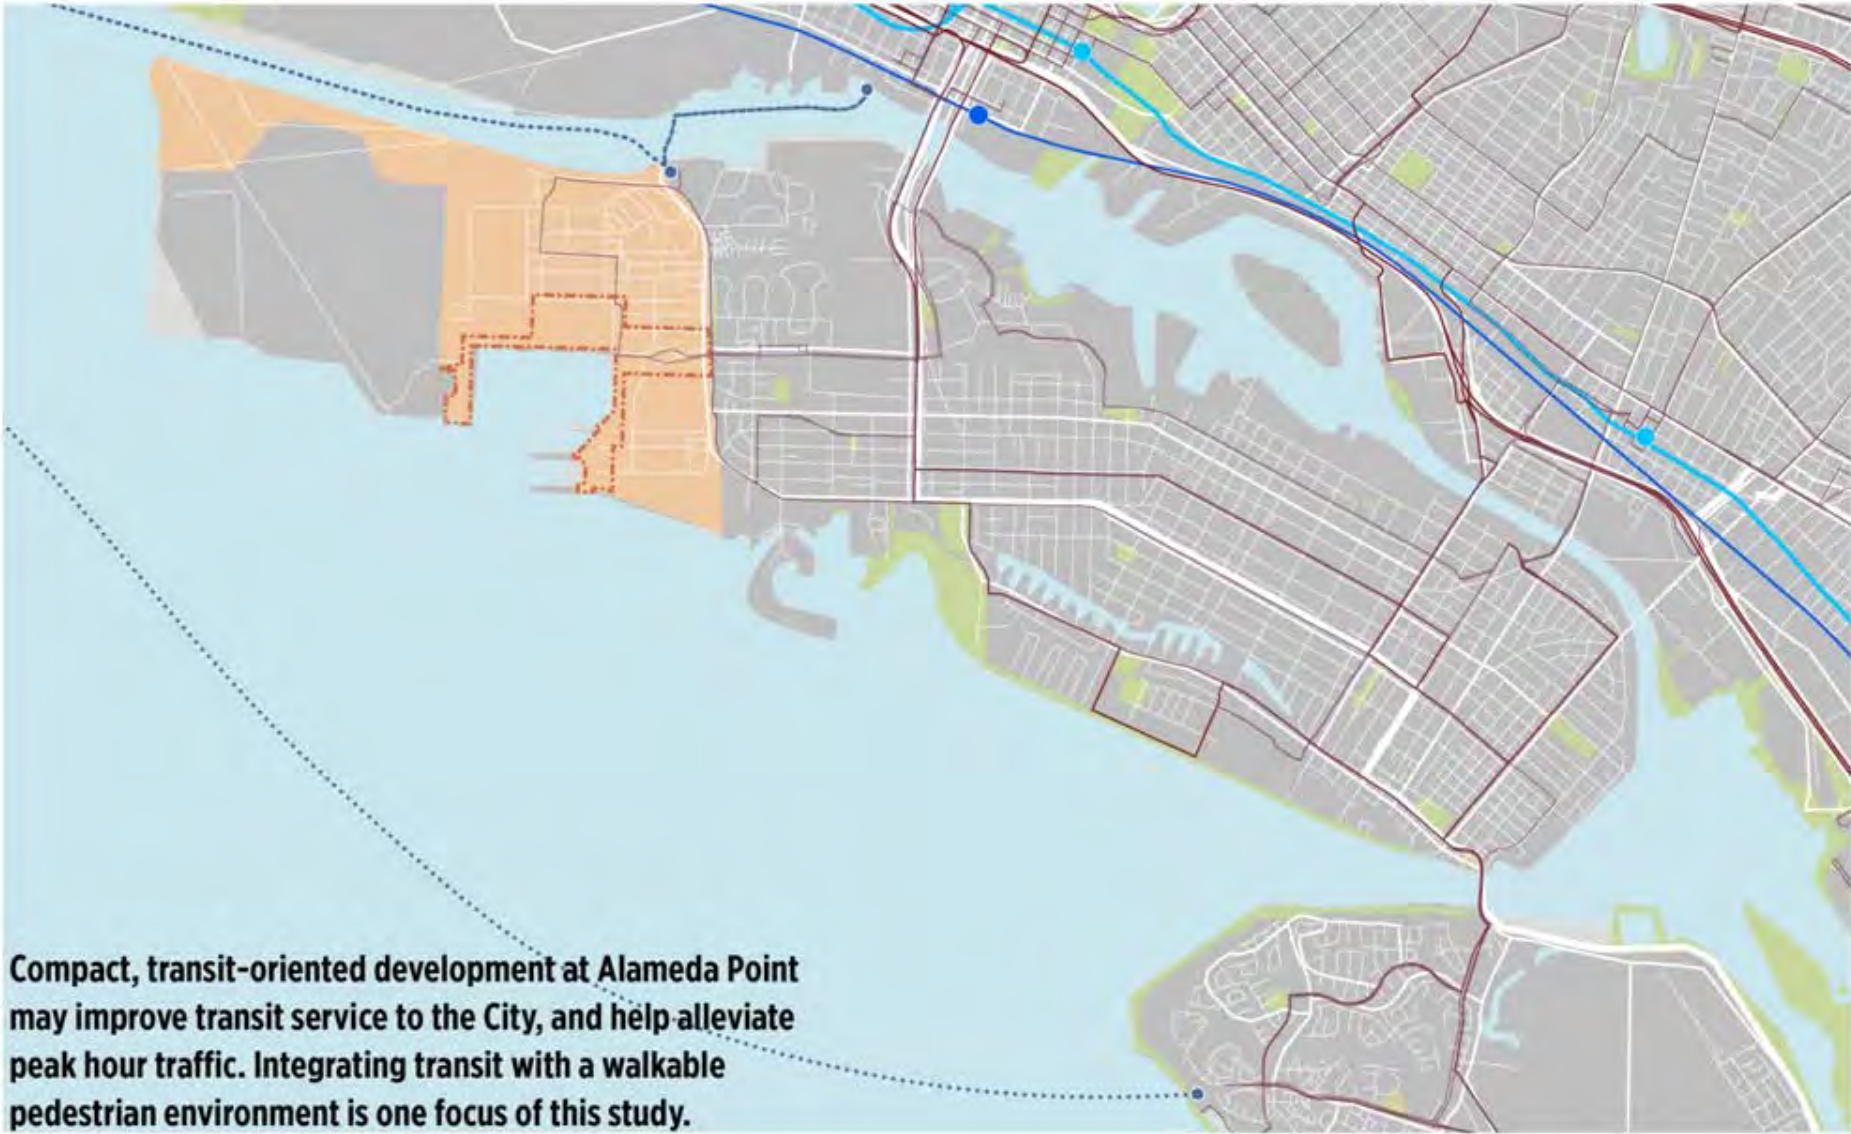 Compact, transit-oriented development at Alameda Point
may improve transit service to the City, and help alleviate
peak hour traffic. Integrating transit with a walkable
pedestrian environment is one focus of this study.